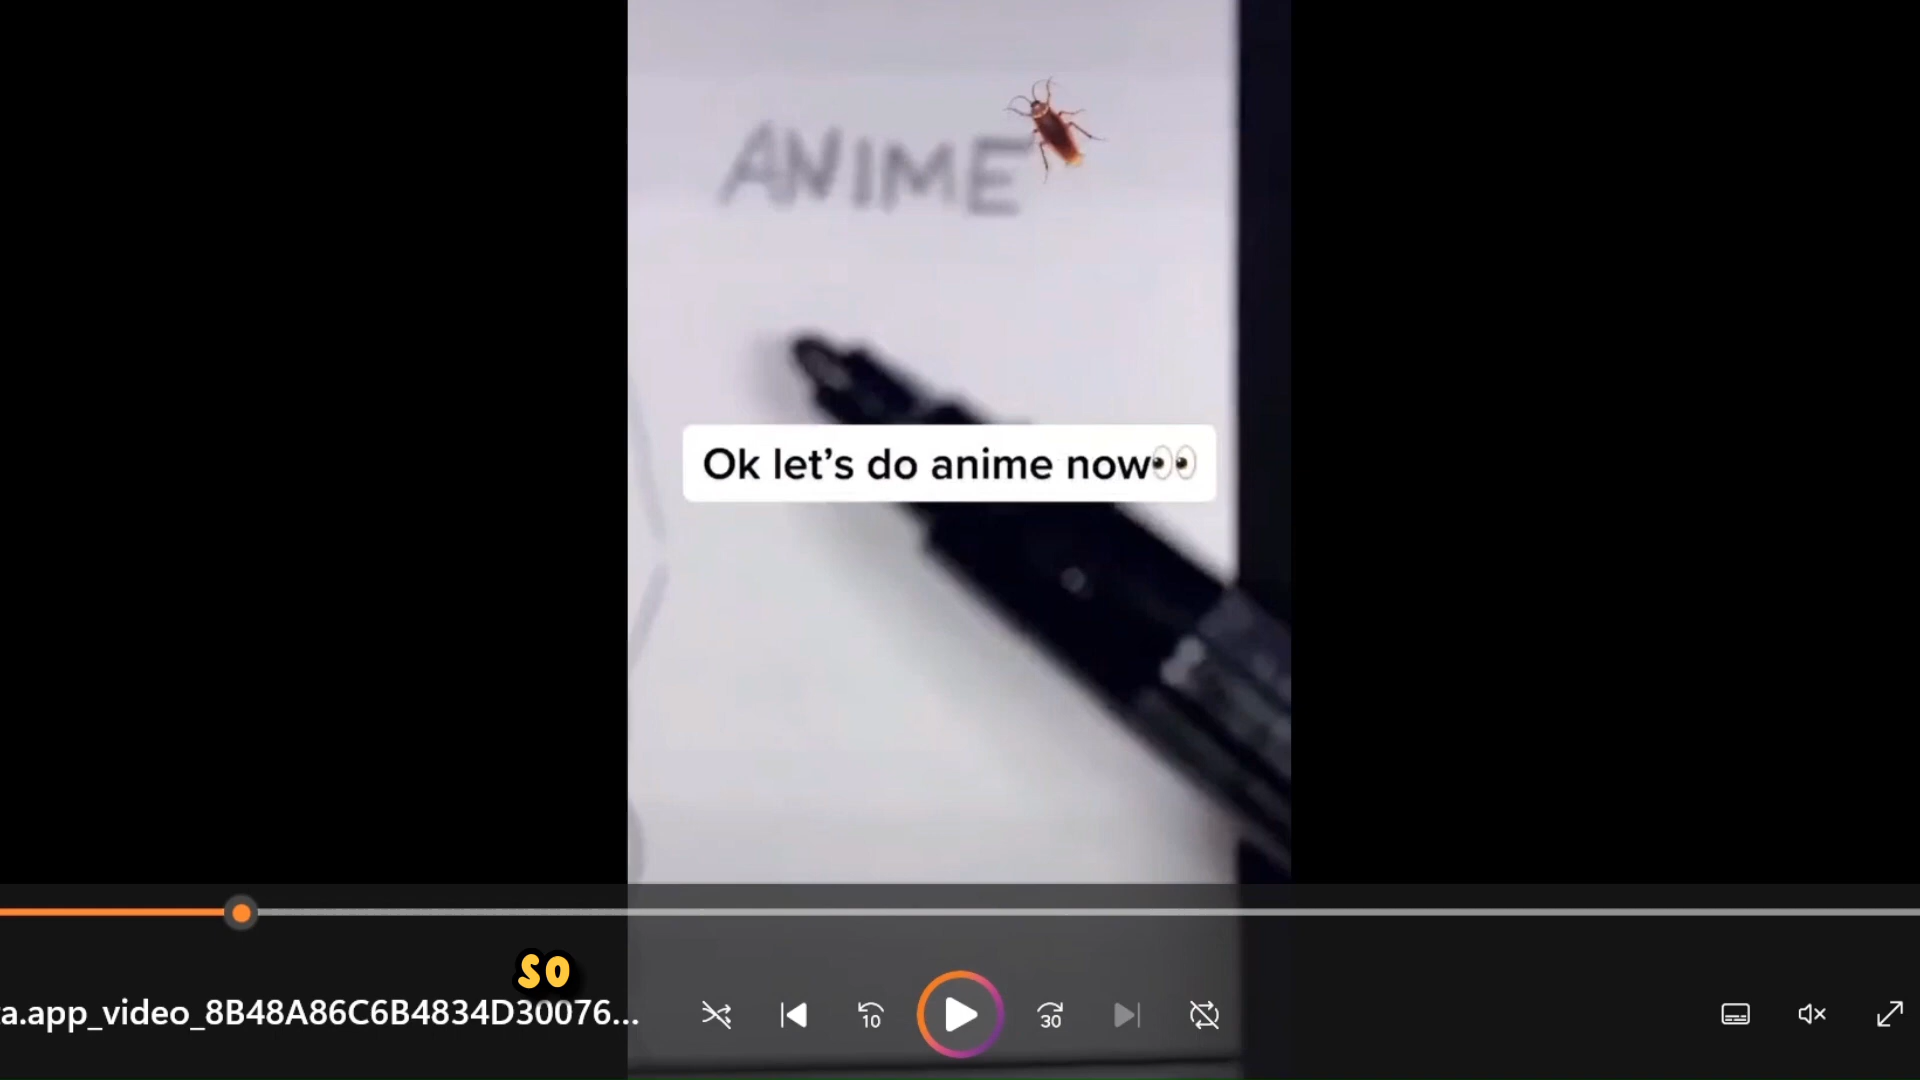 ANIME
Ok let's do anime now👀
so
a.app_video_8B48A86C6B4834D30076...
10
30